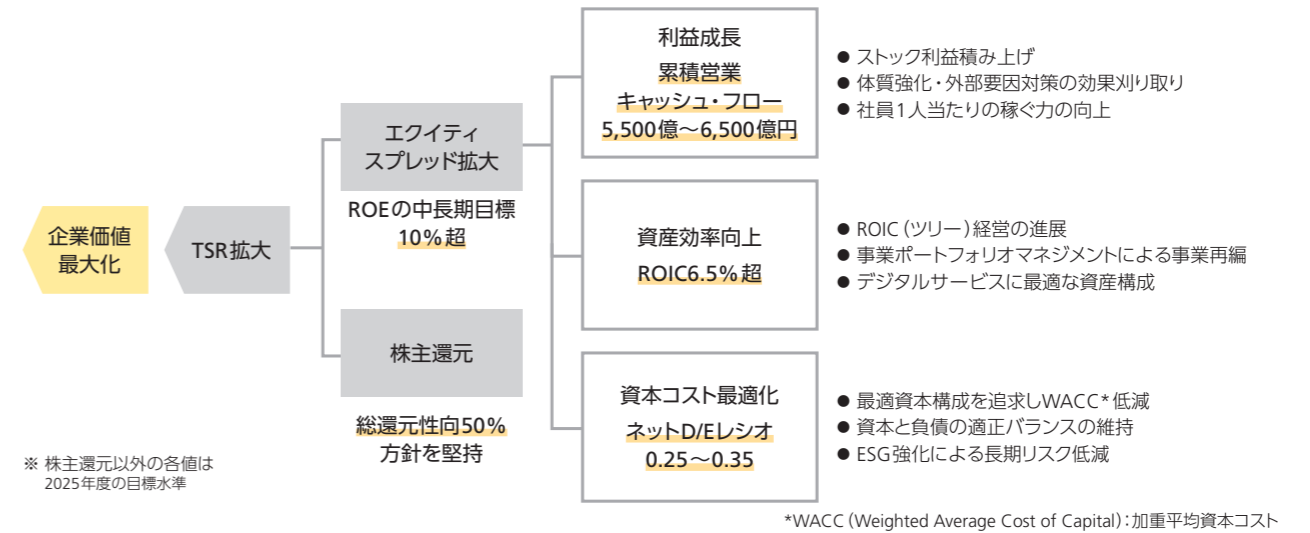 企業価値
最大化
TSR拡大
エクイティ
スプレッド拡大
ROEの中長期目標
10%超
株主還元
総還元性向50%
方針を堅持
利益成長
累積営業
キャッシュ・フロー
5,500億～6,500億円
● ストック利益積み上げ
● 体質強化・外部要因対策の効果刈り取り
● 社員1人当たりの稼ぐ力の向上
資産効率向上
ROIC6.5%超
● ROIC（ツリー）経営の進展
● 事業ポートフォリオマネジメントによる事業再編
● デジタルサービスに最適な資産構成
資本コスト最適化
ネットD/Eレシオ
0.25～0.35
● 最適資本構成を追求しWACC*低減
● 資本と負債の適正バランスの維持
● ESG強化による長期リスク低減
※ 株主還元以外の各値は
2025年度の目標水準
*WACC（Weighted Average Cost of Capital）：加重平均資本コスト